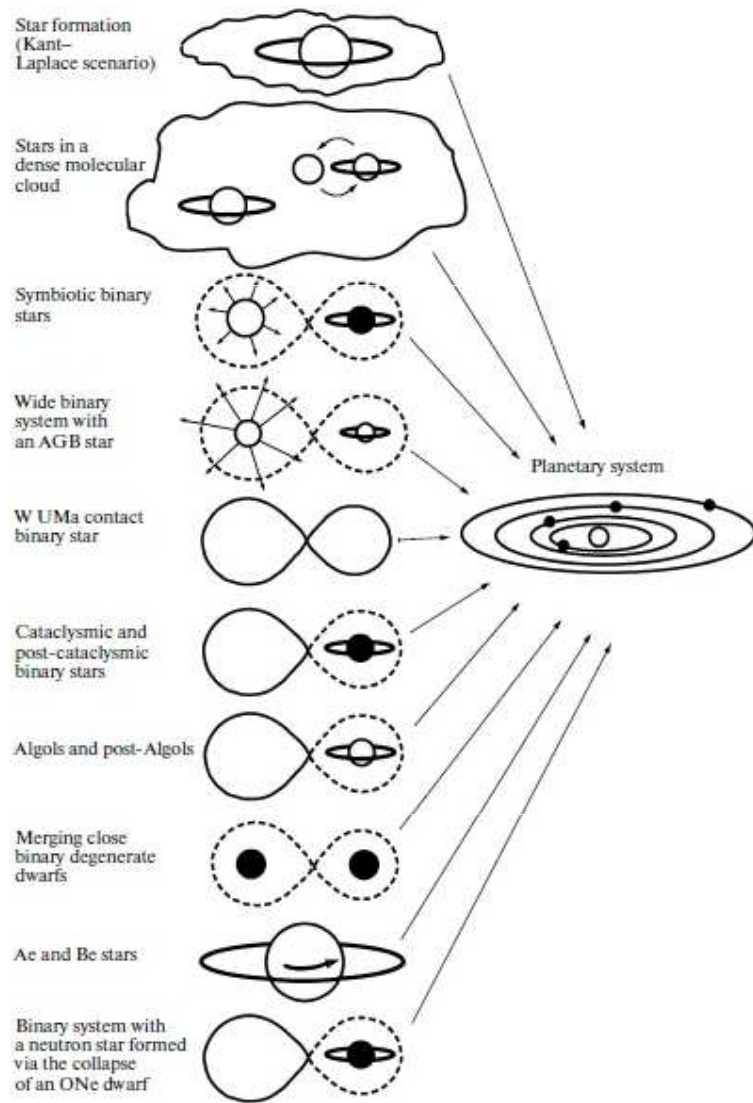 Star formation
(Kant–
Laplace scenario)
Stars in a
dense molecular
cloud
Symbiotic binary
stars
Wide binary
system with
an AGB star
Planetary system
W UMa contact
binary star
Cataclysmic and
post-cataclysmic
binary stars
Algols and post-Algols
Merging close
binary degenerate
dwarfs
Ae and Be stars
Binary system with
a neutron star formed
via the collapse
of an ONe dwarf